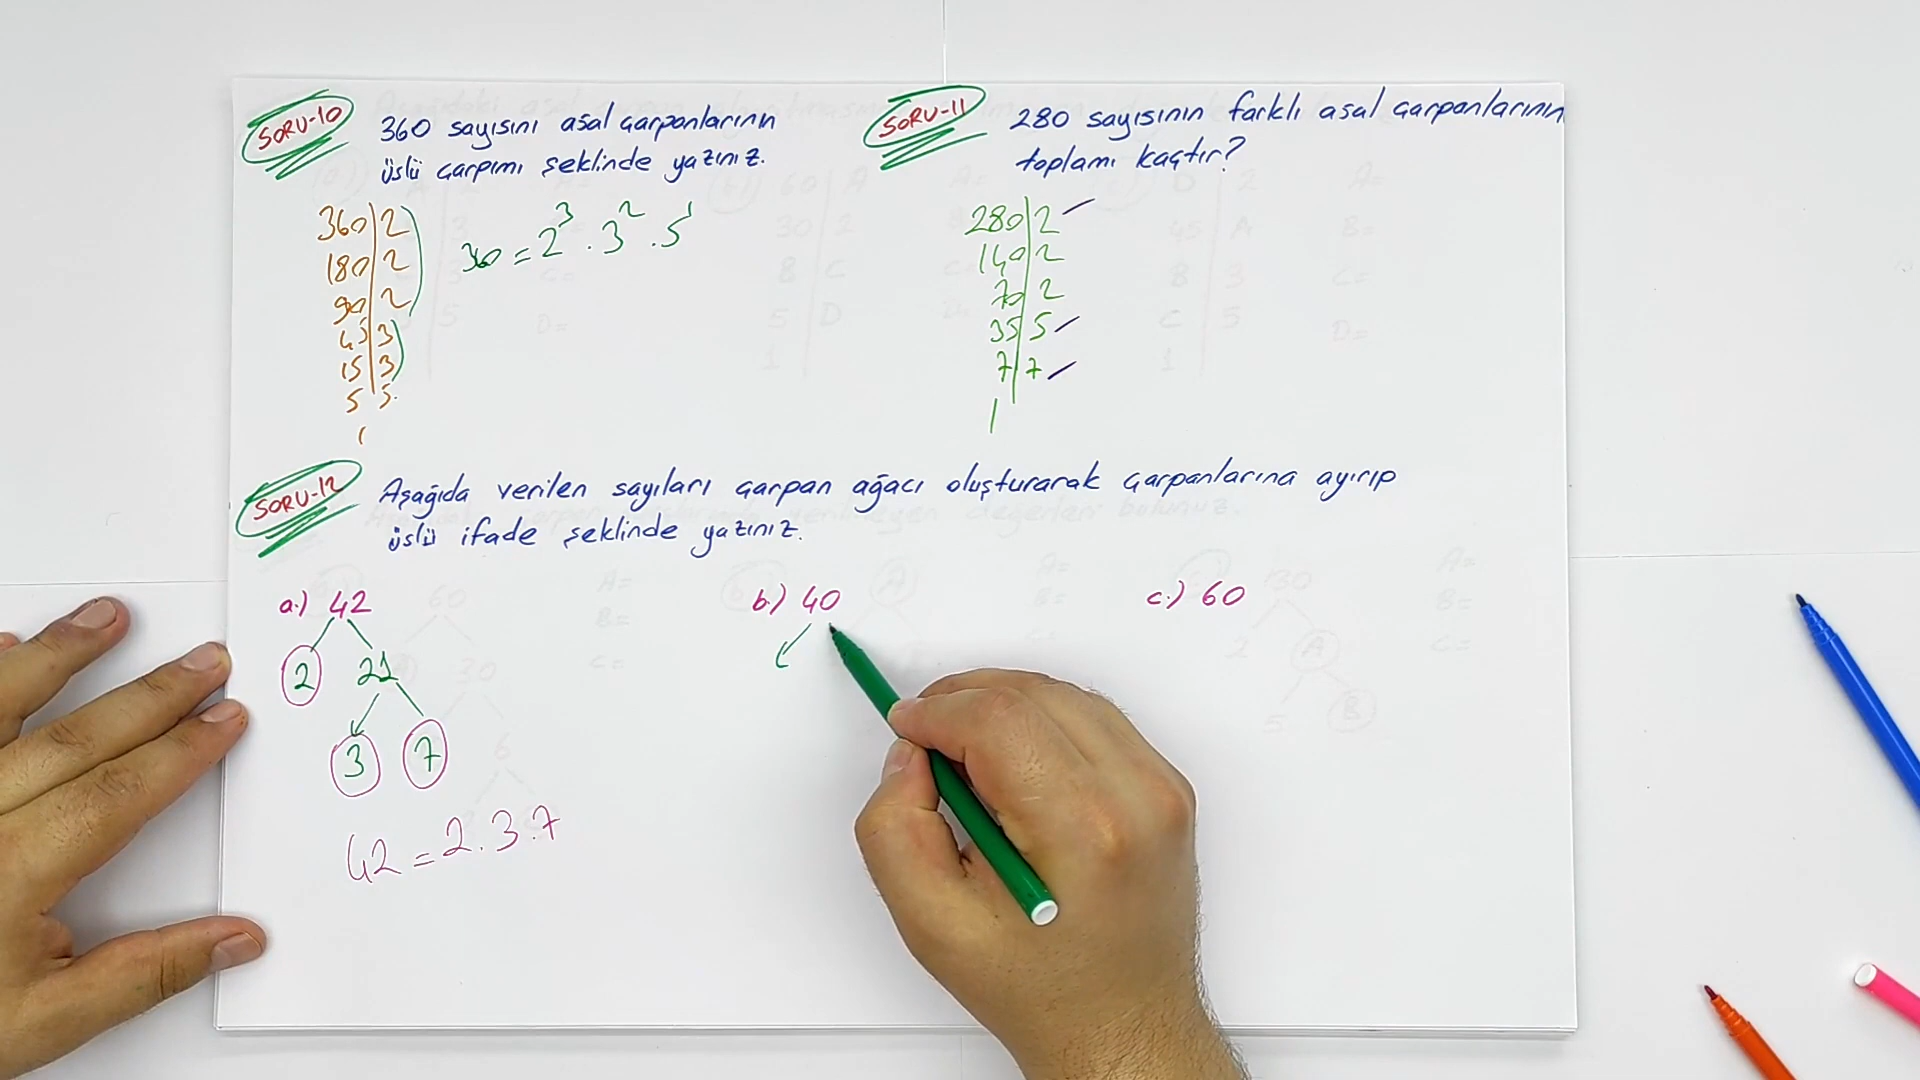 SORU-10
360 sayısını asal çarpanlarının
üslü çarpımı şeklinde yazınız.
360 2
180 2
90 2
45 3
15 3
5 5
1
360 = 2³ · 3² · 5¹
SORU-11
280 sayısının farklı asal çarpanlarının
toplamı kaçtır?
280 2
140 2
70 2
35 5
7 7
1
SORU-12
Aşağıda verilen sayıları çarpan ağacı oluşturarak çarpanlarına ayırıp
üslü ifade şeklinde yazınız.
a.) 42
2 21
3 7
42 = 2.3.7
b.) 40
c.) 60